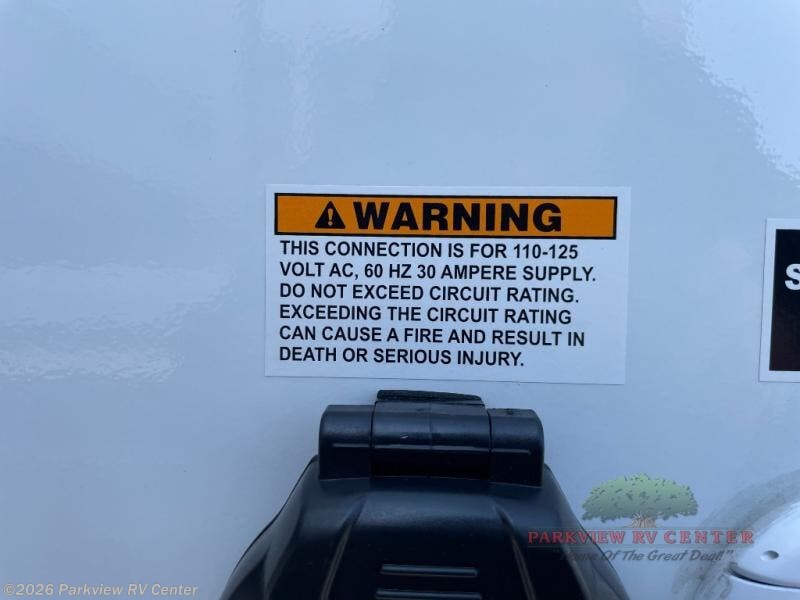 WARNING
THIS CONNECTION IS FOR 110-125
VOLT AC, 60 HZ 30 AMPERE SUPPLY.
DO NOT EXCEED CIRCUIT RATING.
EXCEEDING THE CIRCUIT RATING
CAN CAUSE A FIRE AND RESULT IN
DEATH OR SERIOUS INJURY.
S
PARKVIEW RV CENTER
"Home Of The Great Deal!"
©2026 Parkview RV Center